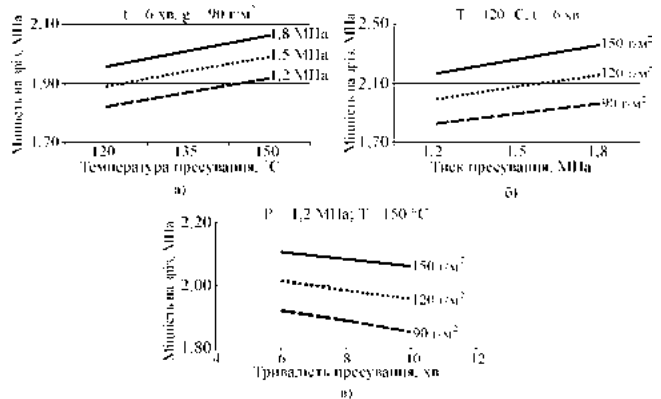 t = 6 хв, g = 90 г/м²
Міцність на зріз, МПа
2,10
1,90
1,70
1,8 МПа
1,5 МПа
1,2 МПа
120 135 150
Температура пресування, °C
а)
T = 120 °C, t = 6 хв
Міцність на зріз, МПа
2,50
2,10
1,70
150 г/м²
120 г/м²
90 г/м²
1,2 1,5 1,8
Тиск пресування, МПа
б)
P = 1,2 МПа; T = 150 °C
Міцність на зріз, МПа
2,20
2,00
1,80
150 г/м²
120 г/м²
90 г/м²
4 6 8 10 12
Тривалість пресування, хв
в)